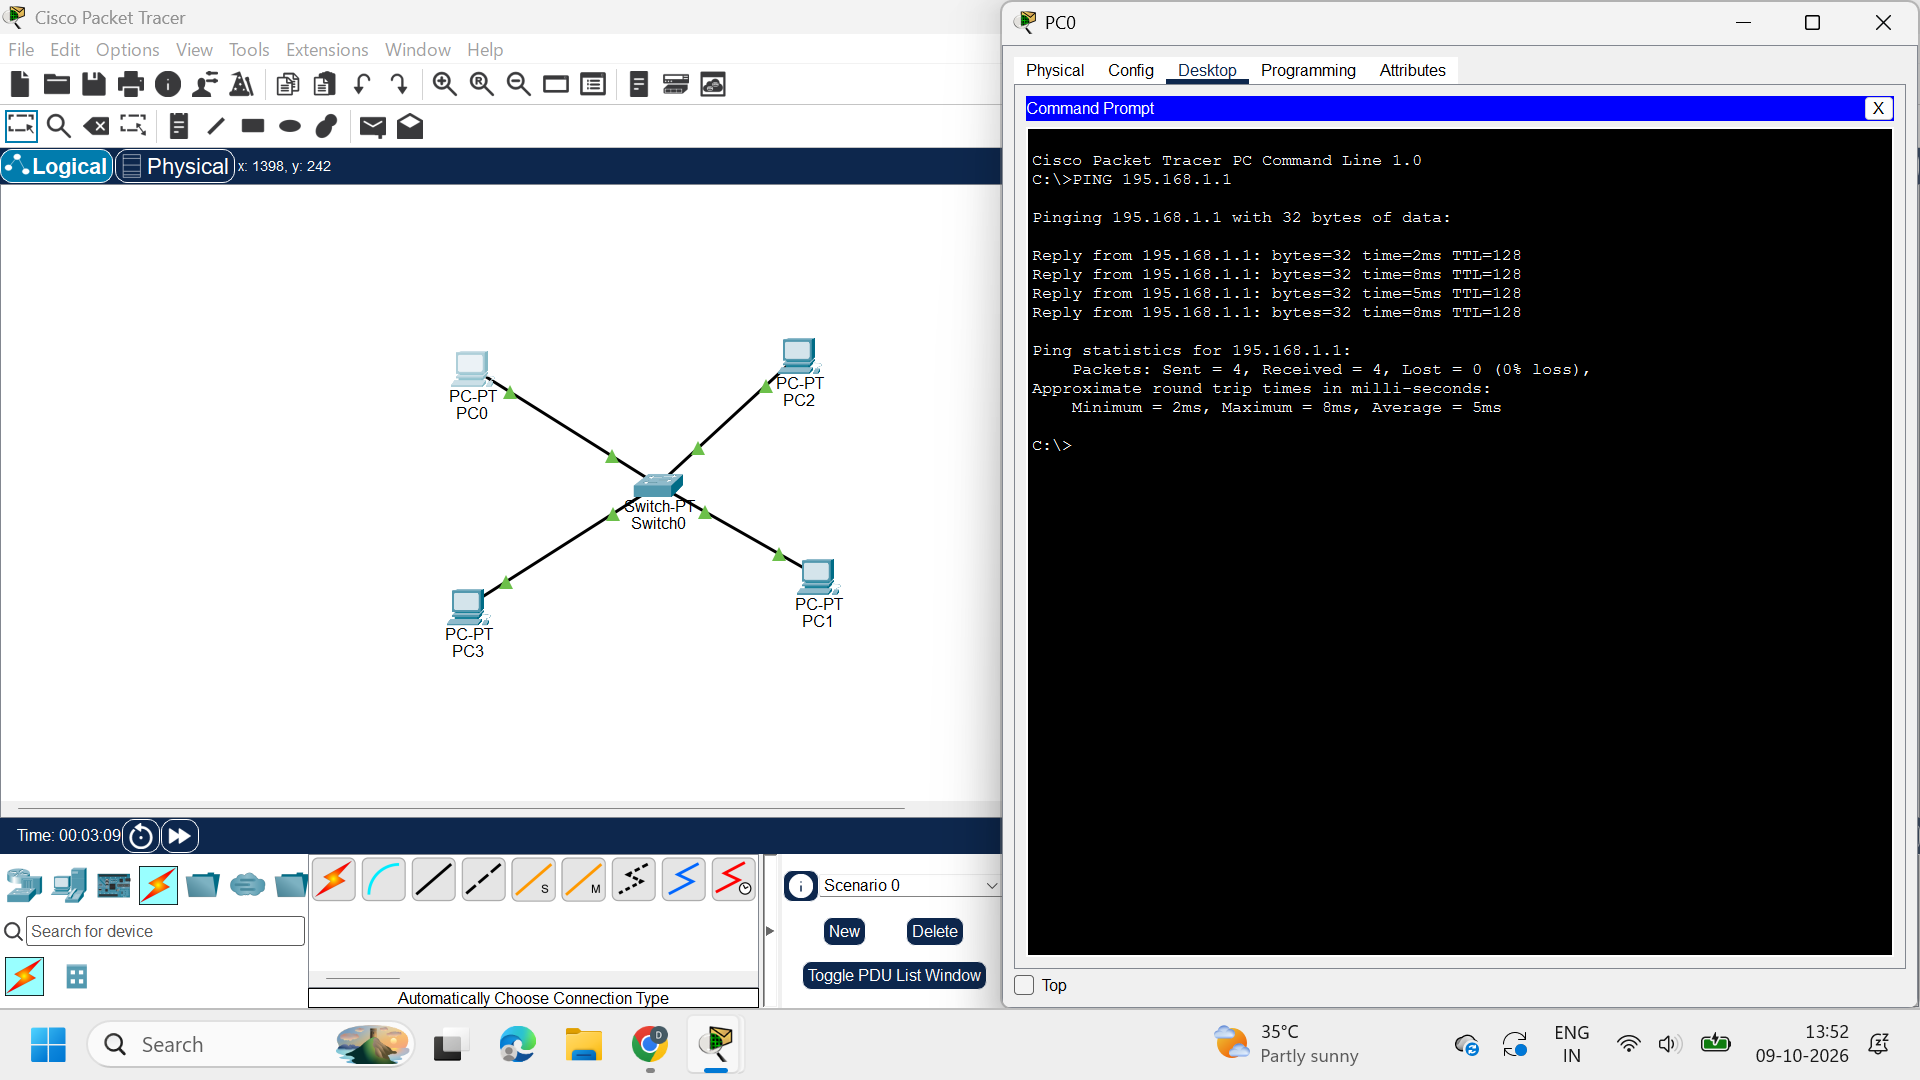 Cisco Packet Tracer
File Edit Options View Tools Extensions Window Help
Logical Physical x: 1398, y: 242
PC-PT
PC0
PC-PT
PC2
Switch-PT
Switch0
PC-PT
PC1
PC-PT
PC3
Time: 00:03:09
Search for device
S
M
Automatically Choose Connection Type
Scenario 0
New Delete
Toggle PDU List Window
PC0
Physical Config Desktop Programming Attributes
Command Prompt X
Cisco Packet Tracer PC Command Line 1.0
C:\>PING 195.168.1.1
Pinging 195.168.1.1 with 32 bytes of data:
Reply from 195.168.1.1: bytes=32 time=2ms TTL=128
Reply from 195.168.1.1: bytes=32 time=8ms TTL=128
Reply from 195.168.1.1: bytes=32 time=5ms TTL=128
Reply from 195.168.1.1: bytes=32 time=8ms TTL=128
Ping statistics for 195.168.1.1:
Packets: Sent = 4, Received = 4, Lost = 0 (0% loss),
Approximate round trip times in milli-seconds:
Minimum = 2ms, Maximum = 8ms, Average = 5ms
C:\>
Top
Search
D
35°C
Partly sunny
ENG
IN
13:52
09-10-2026